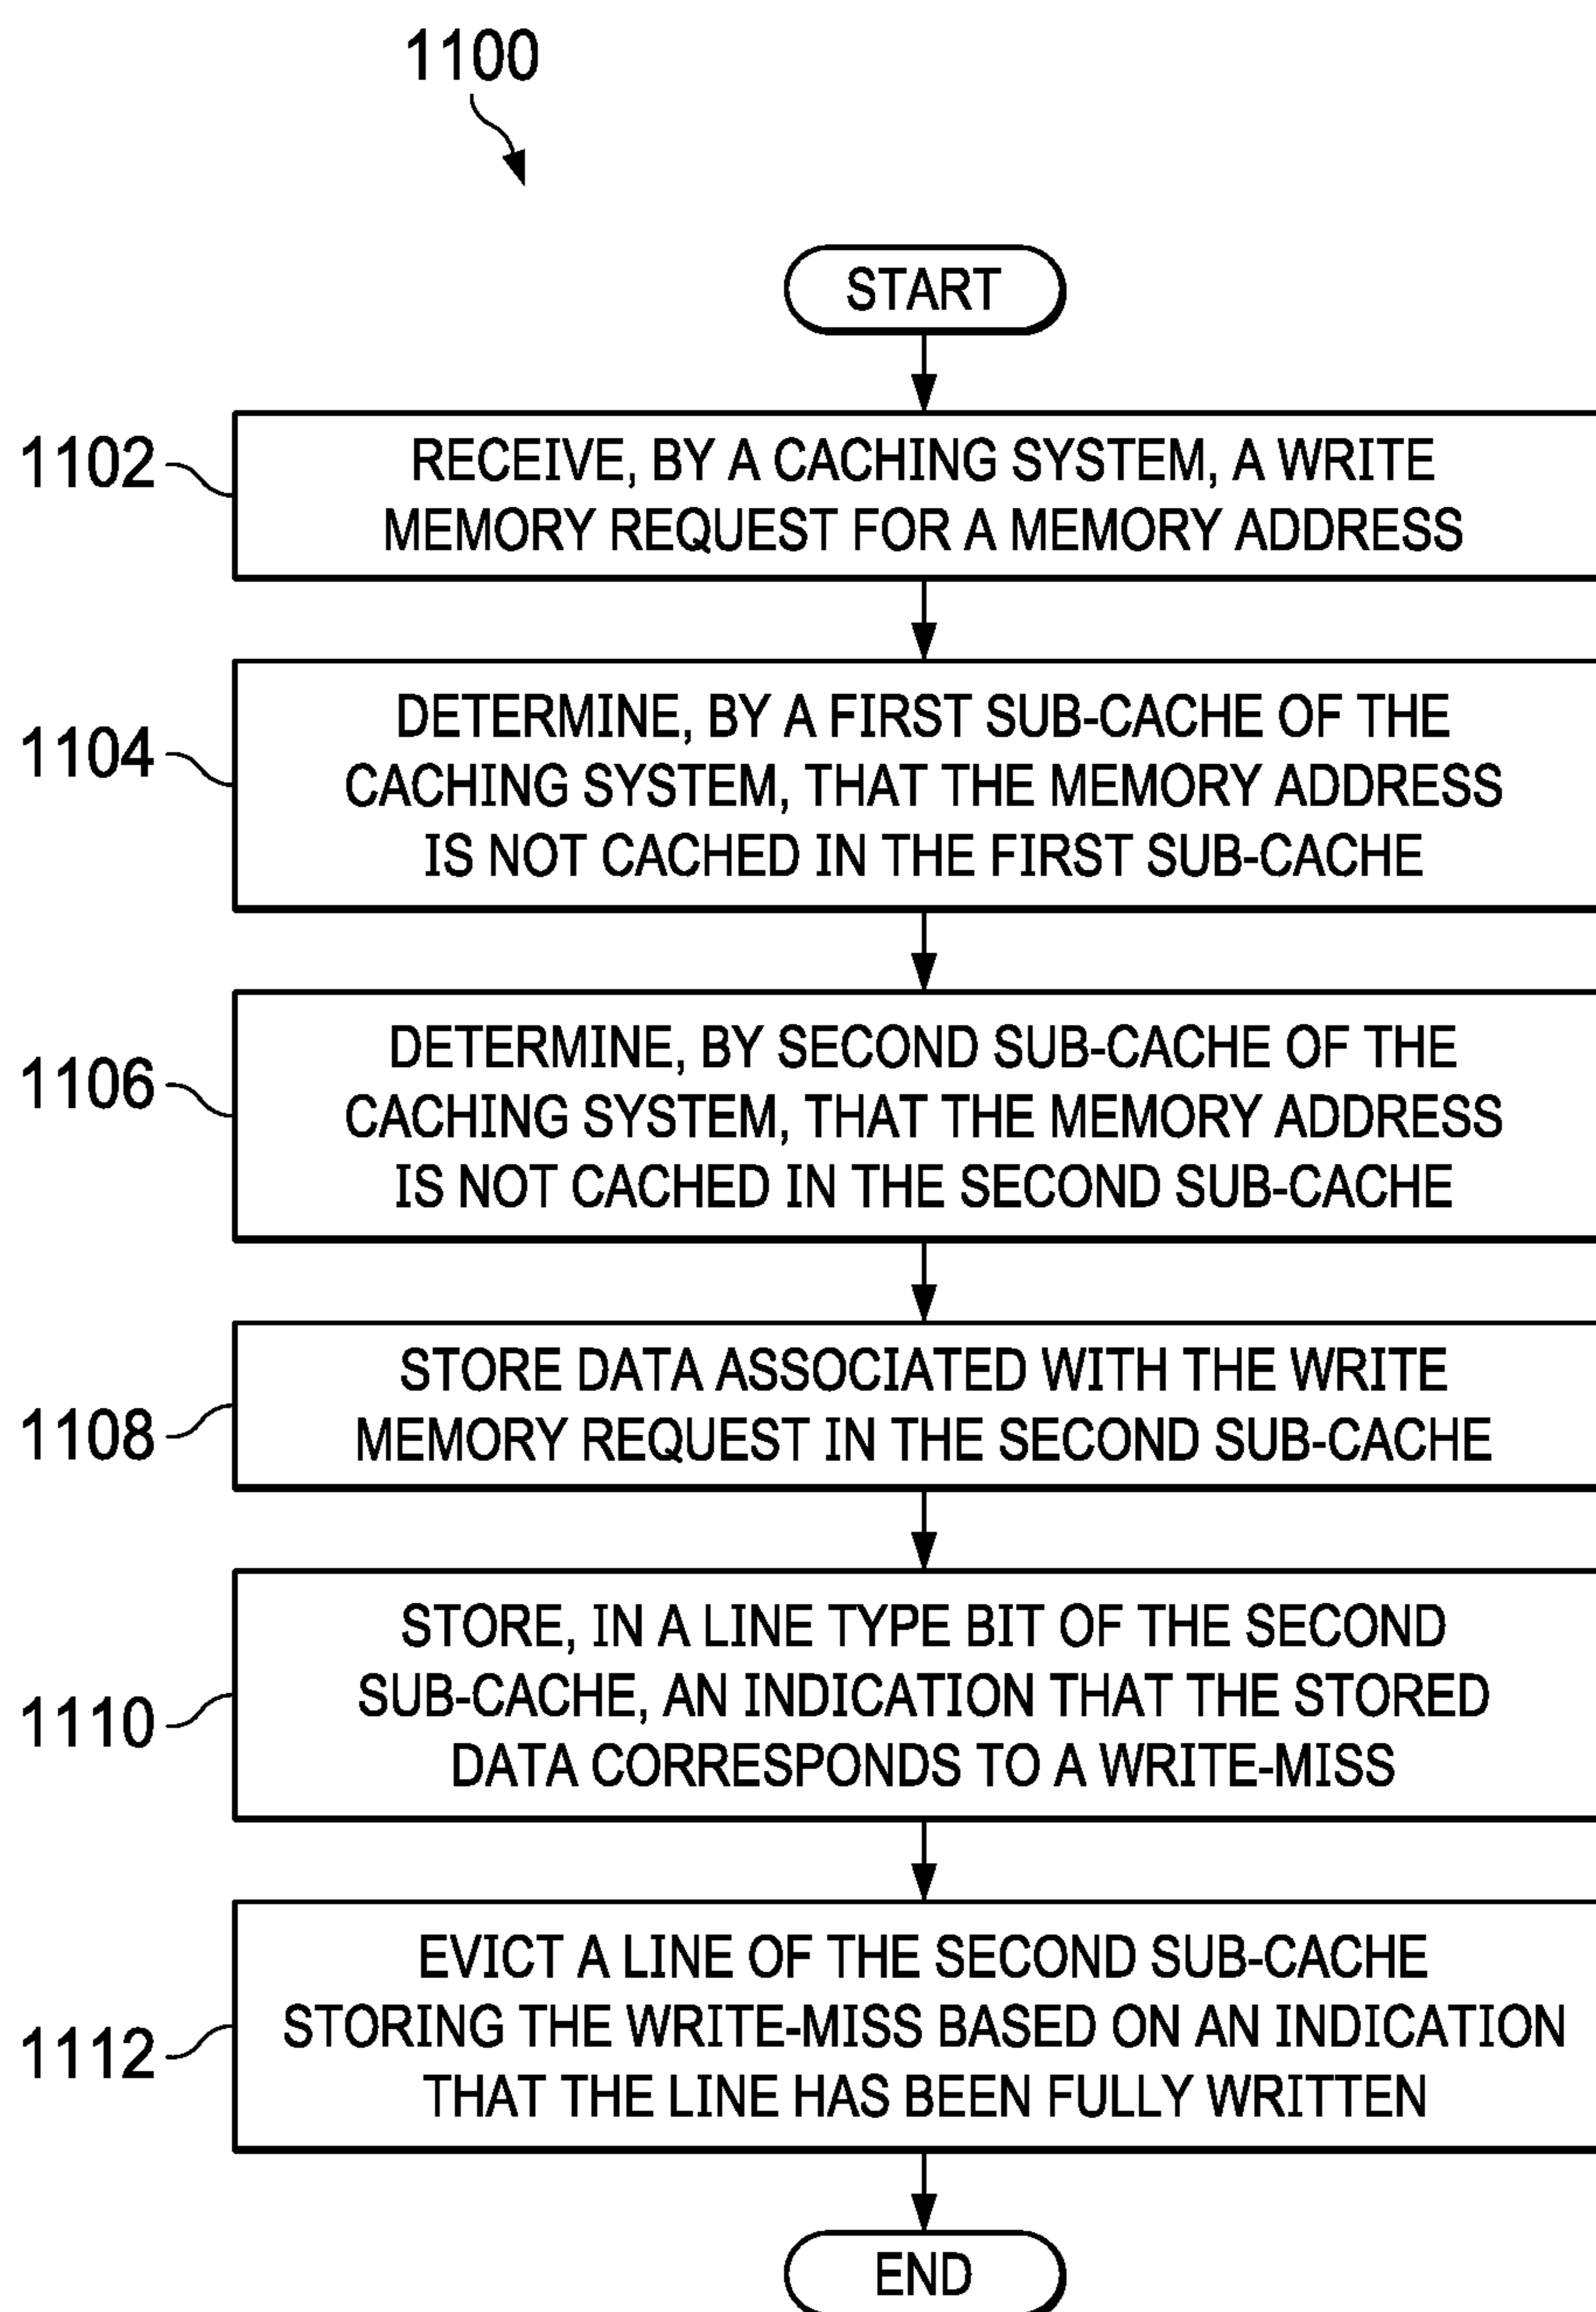 1100
START
1102
RECEIVE, BY A CACHING SYSTEM, A WRITE
MEMORY REQUEST FOR A MEMORY ADDRESS
1104
DETERMINE, BY A FIRST SUB-CACHE OF THE
CACHING SYSTEM, THAT THE MEMORY ADDRESS
IS NOT CACHED IN THE FIRST SUB-CACHE
1106
DETERMINE, BY SECOND SUB-CACHE OF THE
CACHING SYSTEM, THAT THE MEMORY ADDRESS
IS NOT CACHED IN THE SECOND SUB-CACHE
1108
STORE DATA ASSOCIATED WITH THE WRITE
MEMORY REQUEST IN THE SECOND SUB-CACHE
1110
STORE, IN A LINE TYPE BIT OF THE SECOND
SUB-CACHE, AN INDICATION THAT THE STORED
DATA CORRESPONDS TO A WRITE-MISS
1112
EVICT A LINE OF THE SECOND SUB-CACHE
STORING THE WRITE-MISS BASED ON AN INDICATION
THAT THE LINE HAS BEEN FULLY WRITTEN
END